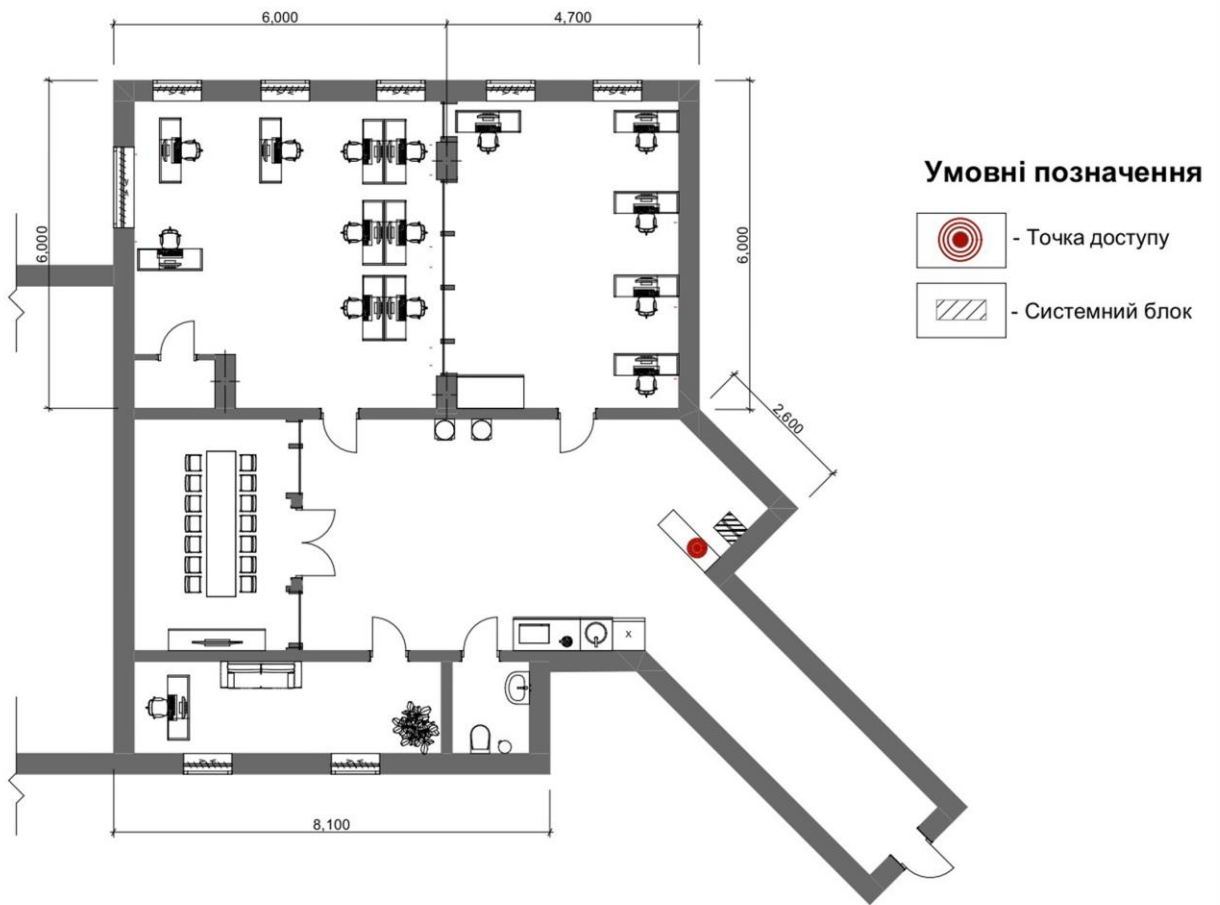 6,000
4,700
6,000
6,000
Умовні позначення
- Точка доступу
- Системний блок
2,600
x
8,100